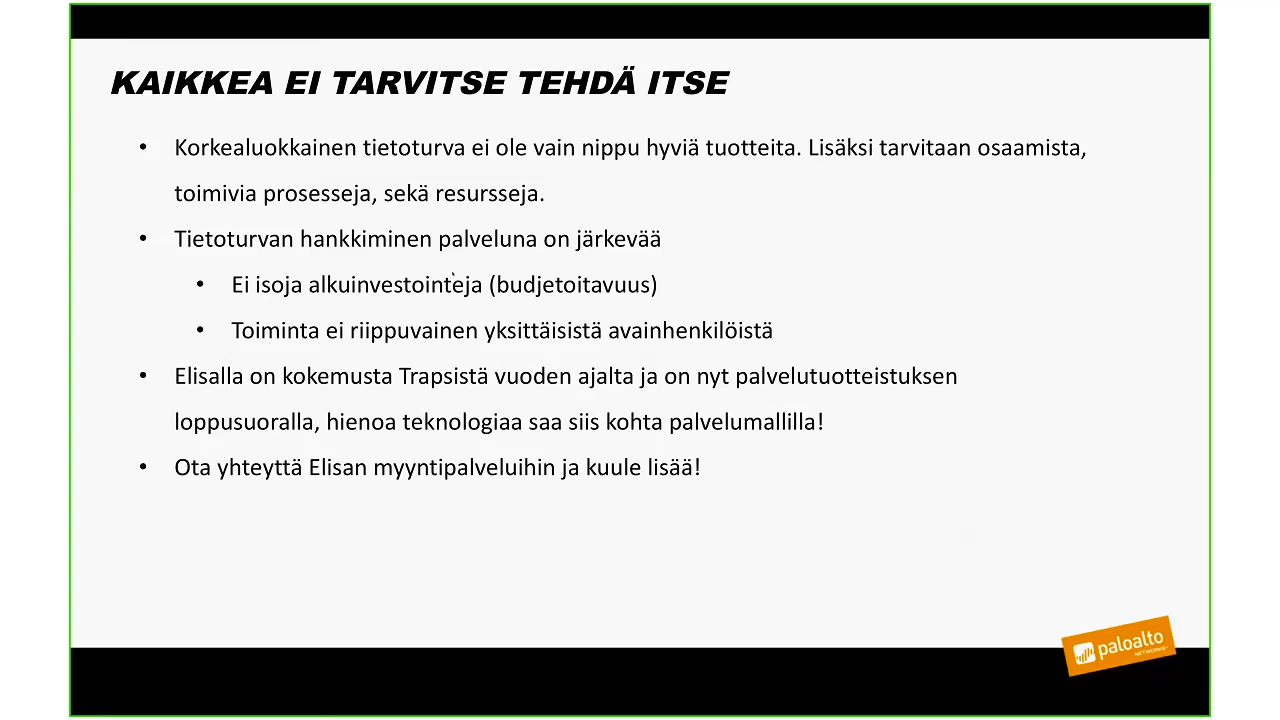 KAIKKEA EI TARVITSE TEHDÄ ITSE
• Korkealuokkainen tietoturva ei ole vain nippu hyviä tuotteita. Lisäksi tarvitaan osaamista,
toimivia prosesseja, sekä resursseja.
• Tietoturvan hankkiminen palveluna on järkevää
• Ei isoja alkuinvestointeja (budjetoitavuus)
• Toiminta ei riippuvainen yksittäisistä avainhenkilöistä
• Elisalla on kokemusta Trapsistä vuoden ajalta ja on nyt palvelutuotteistuksen
loppusuoralla, hienoa teknologiaa saa siis kohta palvelumallilla!
• Ota yhteyttä Elisan myyntipalveluihin ja kuule lisää!
paloalto
NETWORKS